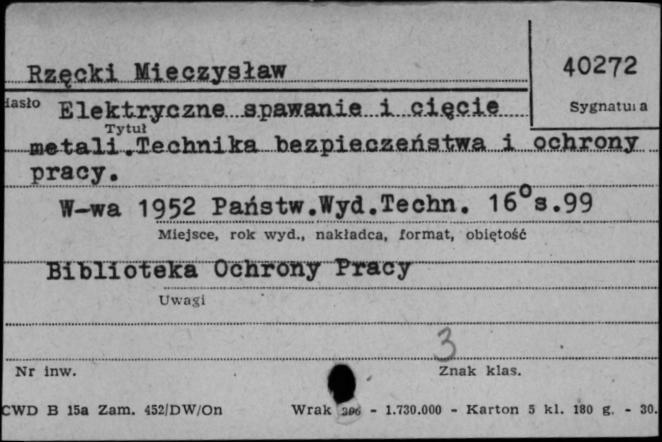 Rzęcki Mieczysław
40272
Hasło Elektryczne spawanie i cięcie
Sygnatura
Tytuł
metali.Technika bezpieczeństwa i ochrony
pracy.
W-wa 1952 Państw.Wyd.Techn. 16° s.99
Miejsce, rok wyd., nakładca, format, objętość
Biblioteka Ochrony Pracy
Uwagi
3
Nr inw.
Znak klas.
CWD B 15a Zam. 452/DW/On Wrak - 1.730.000 - Karton 5 kl. 180 g. - 30.